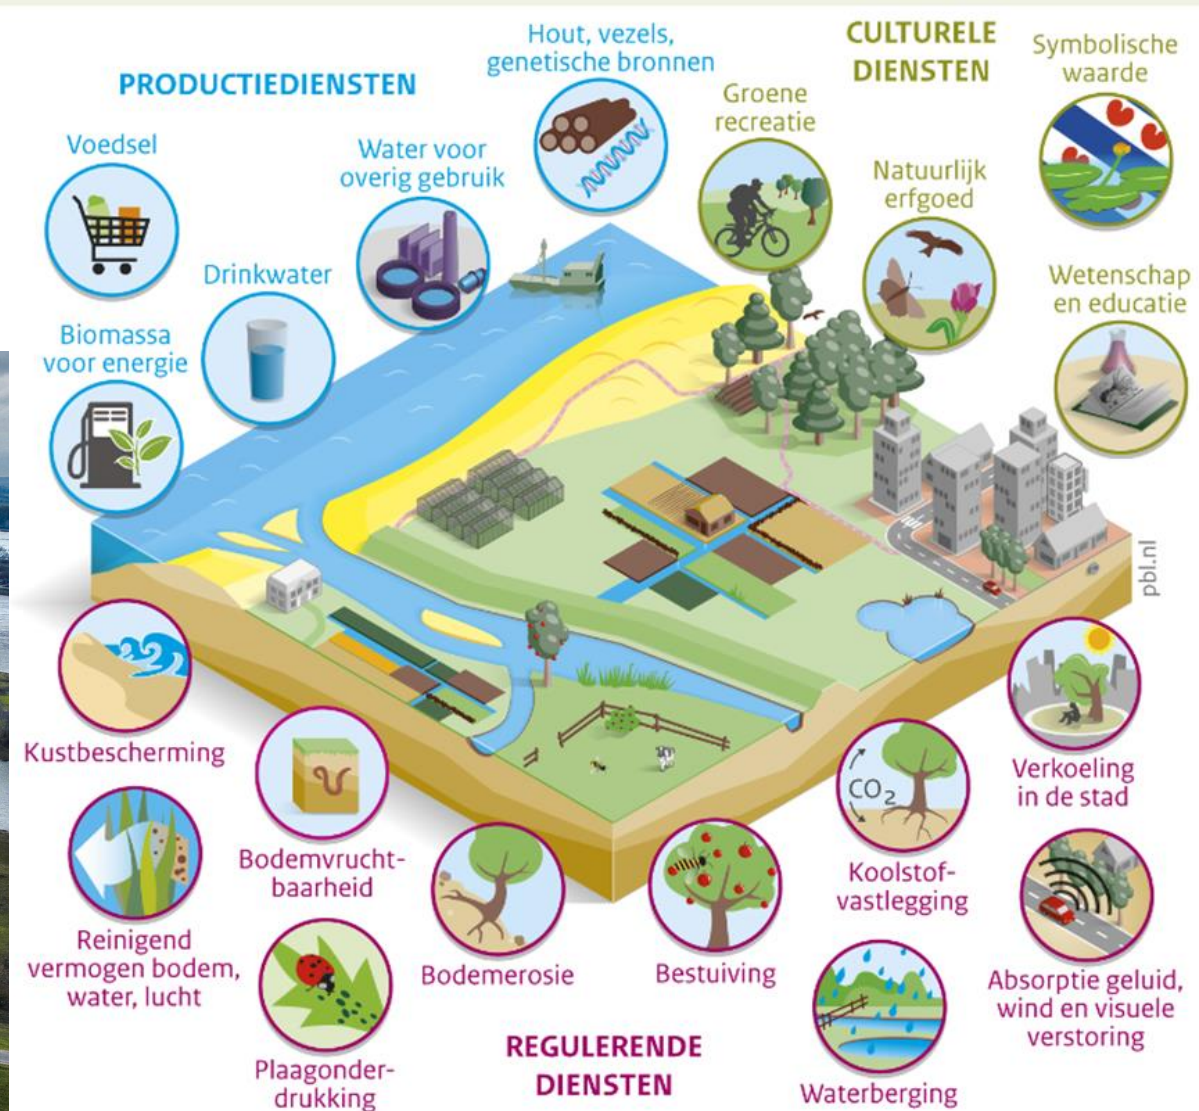 PRODUCTIEDIENSTEN
Voedsel
Drinkwater
Biomassa
voor energie
Water voor
overig gebruik
Hout, vezels,
genetische bronnen
CULTURELE
DIENSTEN
Groene
recreatie
Natuurlijk
erfgoed
Symbolische
waarde
Wetenschap
en educatie
pbl.nl
Kustbescherming
Reinigend
vermogen bodem,
water, lucht
Bodemvrucht-
baarheid
Plaagonder-
drukking
Bodemerosie
Bestuiving
REGULERENDE
DIENSTEN
CO2
Koolstof-
vastlegging
Waterberging
Verkoeling
in de stad
Absorptie geluid,
wind en visuele
verstoring